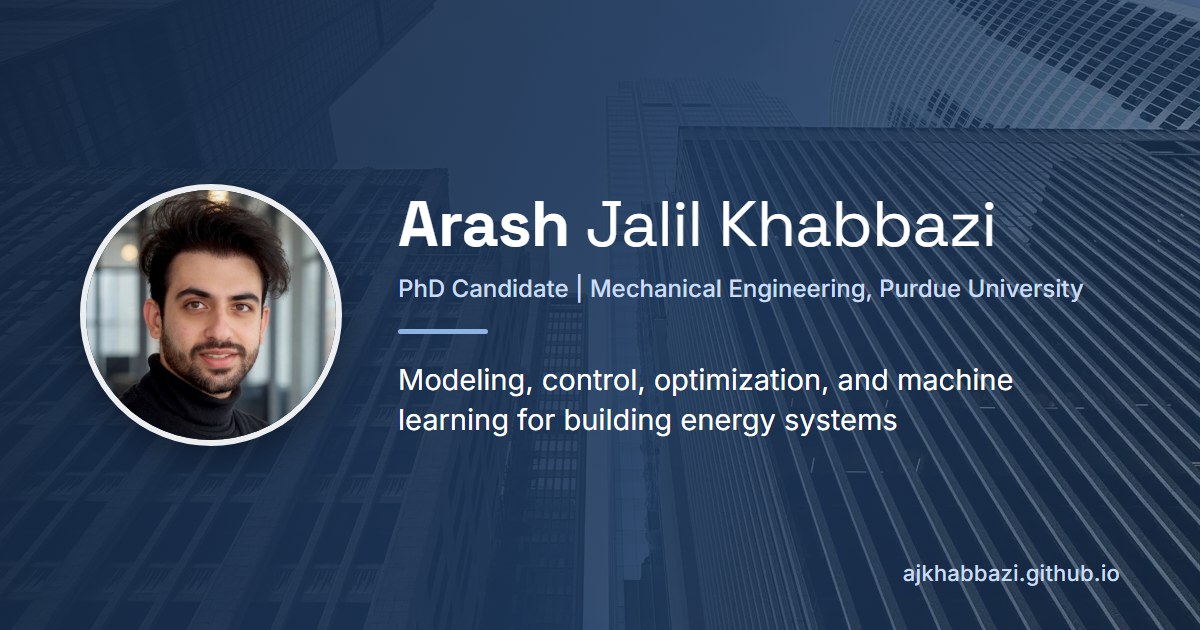 Arash Jalil Khabbazi
PhD Candidate | Mechanical Engineering, Purdue University
Modeling, control, optimization, and machine
learning for building energy systems
ajkhabbazi.github.io